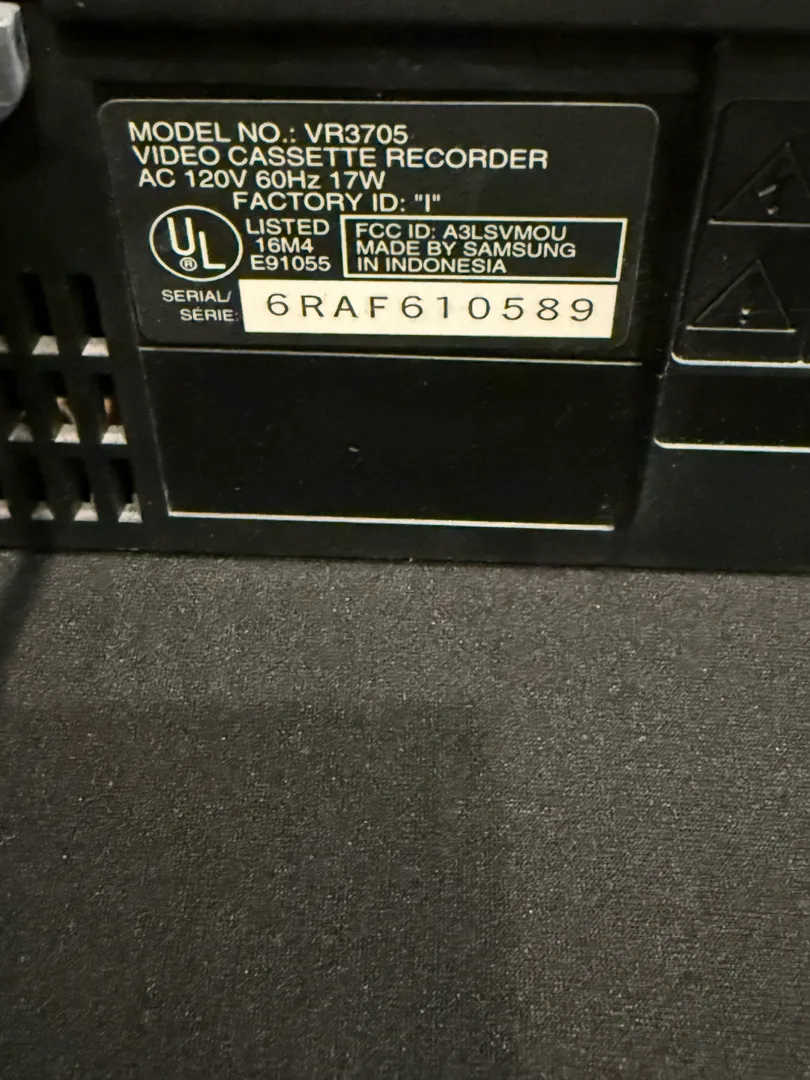 MODEL NO.: VR3705
VIDEO CASSETTE RECORDER
AC 120V 60Hz 17W
FACTORY ID: "I"
UL ®
LISTED
16M4
E91055
FCC ID: A3LSVMOU
MADE BY SAMSUNG
IN INDONESIA
SERIAL/
SÉRIE:
6RAF610589